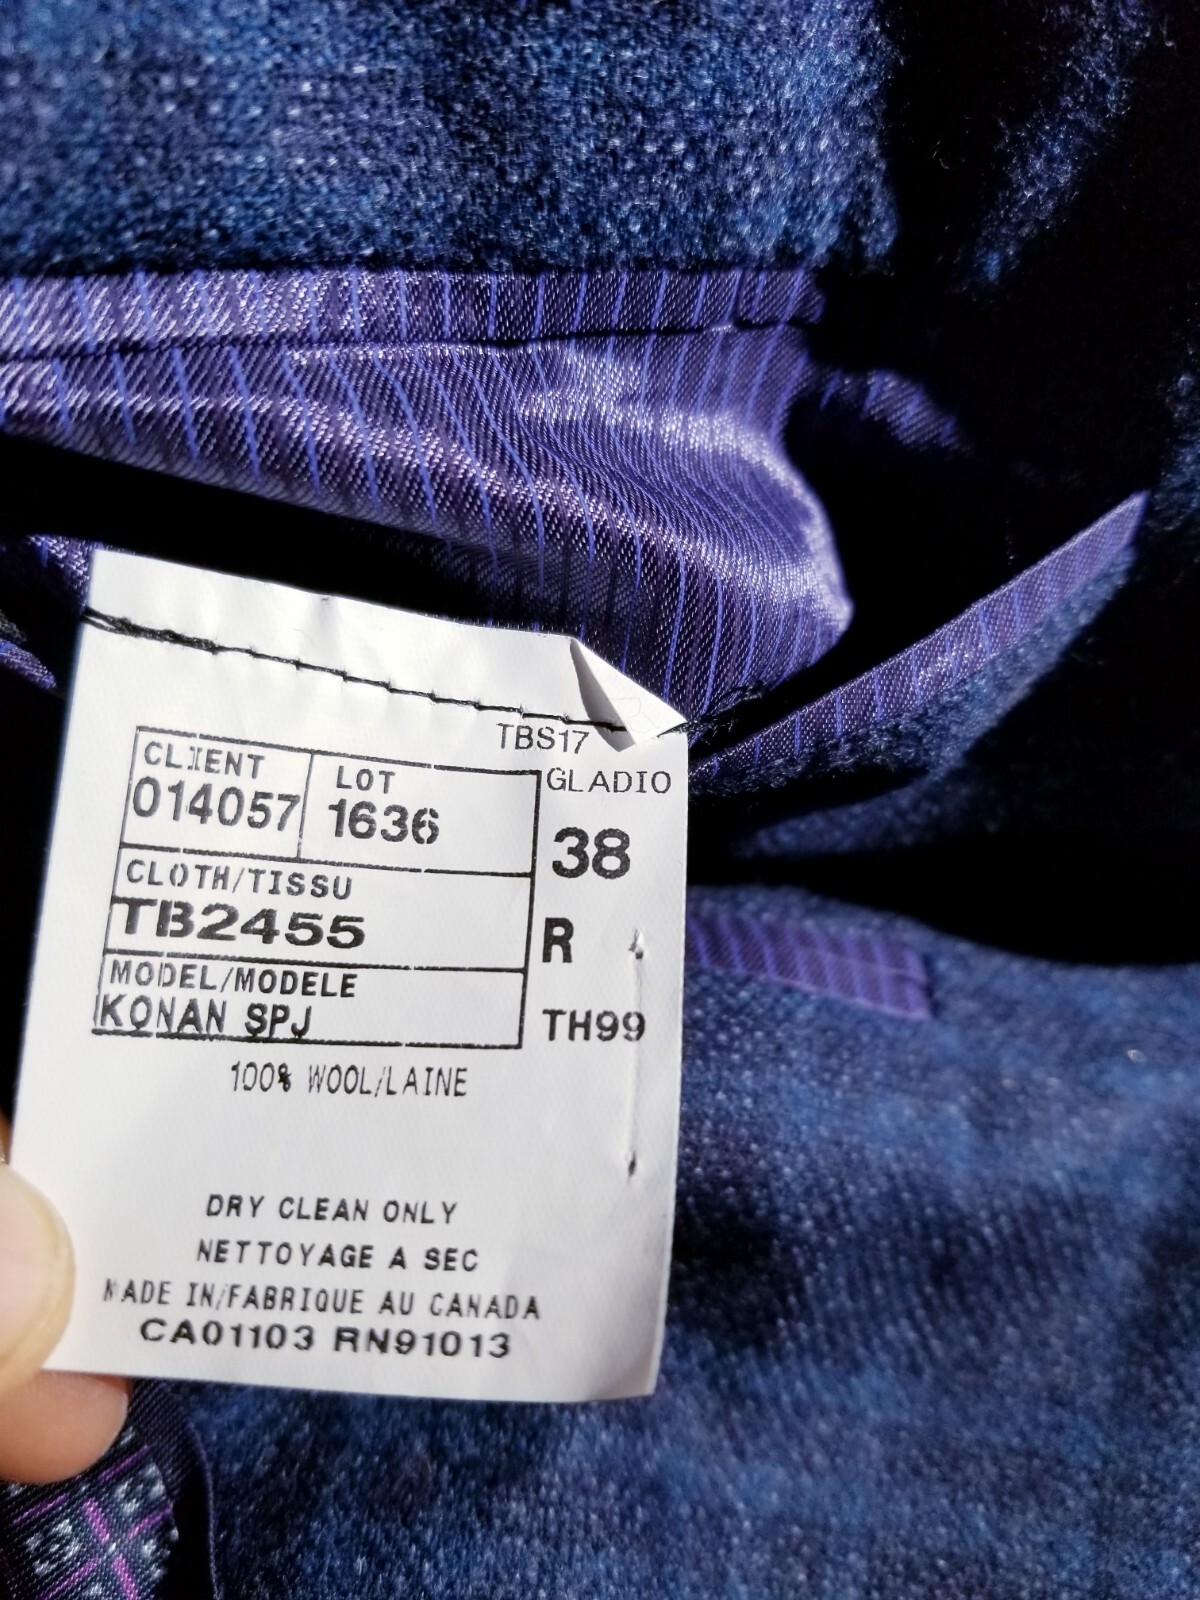 TBS17
GLADIO
CLIENT
014057
LOT
1636
38
CLOTH/TISSU
TB2455
R
MODEL/MODELE
KONAN SPJ
TH99
100% WOOL/LAINE
DRY CLEAN ONLY
NETTOYAGE A SEC
MADE IN/FABRIQUE AU CANADA
CA01103 RN91013